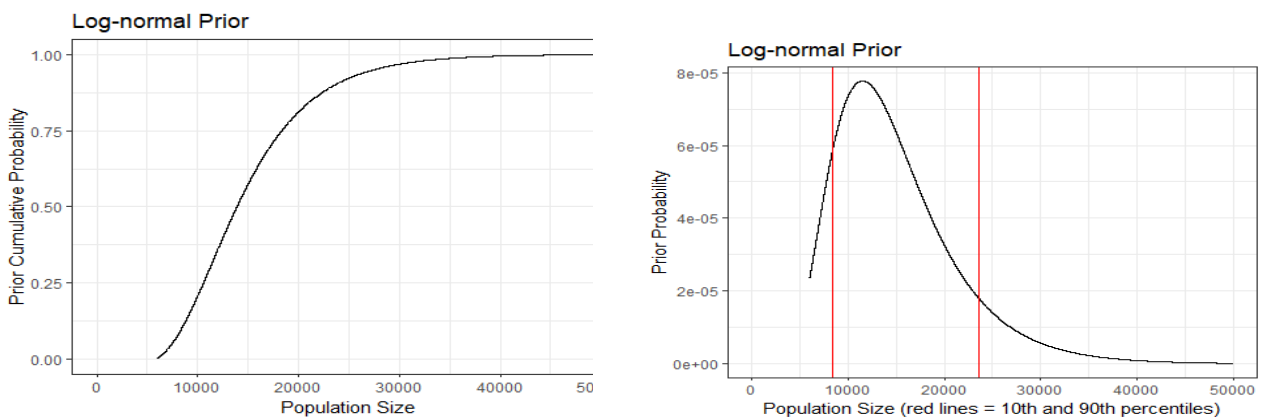 Log-normal Prior
Prior Cumulative Probability
1.00
0.75
0.50
0.25
0.00
0 10000 20000 30000 40000 50
Population Size
Log-normal Prior
Prior Probability
8e-05
6e-05
4e-05
2e-05
0e+00
0 10000 20000 30000 40000 50000
Population Size (red lines = 10th and 90th percentiles)